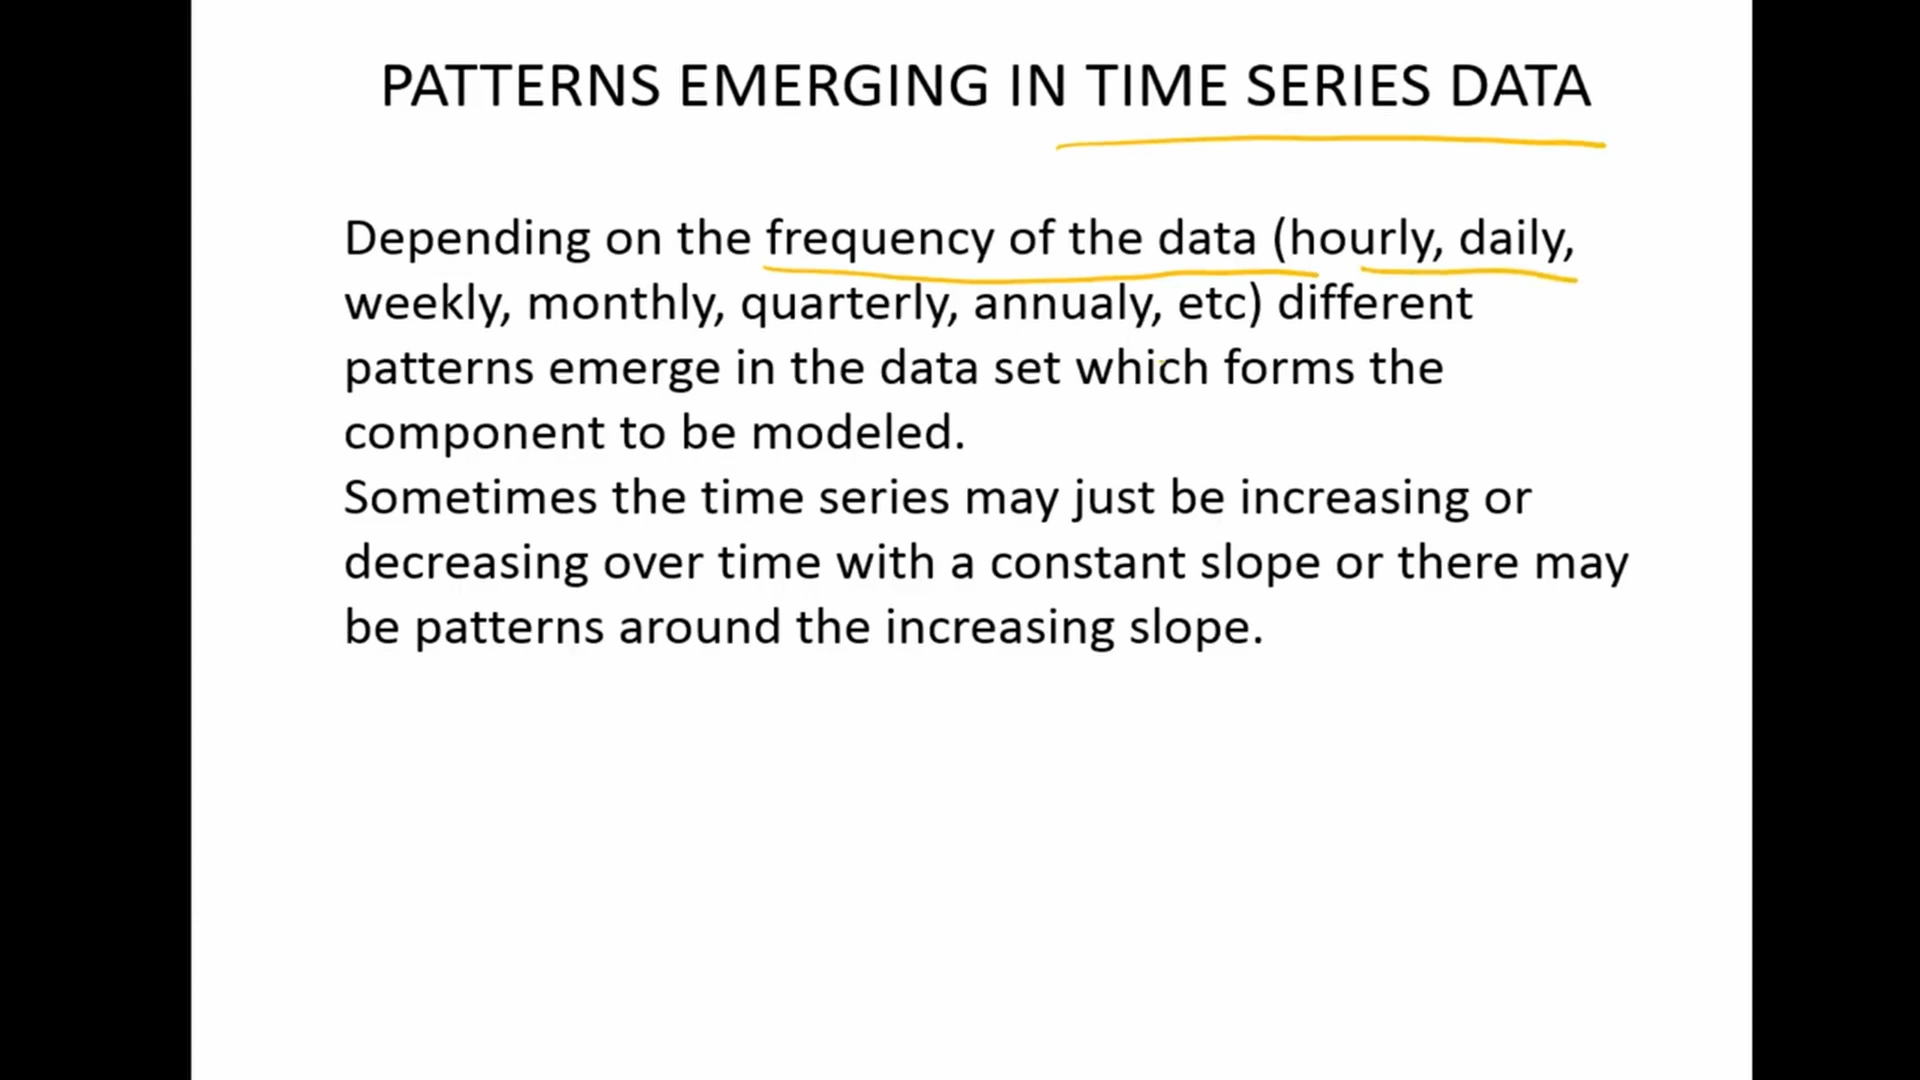 PATTERNS EMERGING IN TIME SERIES DATA
Depending on the frequency of the data (hourly, daily,
weekly, monthly, quarterly, annualy, etc) different
patterns emerge in the data set which forms the
component to be modeled.
Sometimes the time series may just be increasing or
decreasing over time with a constant slope or there may
be patterns around the increasing slope.